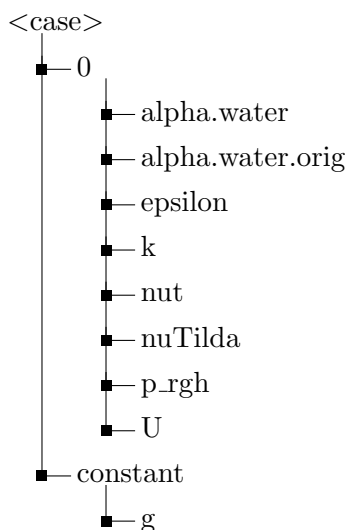 <case>
0
alpha.water
alpha.water.orig
epsilon
k
nut
nuTilda
p_rgh
U
constant
g